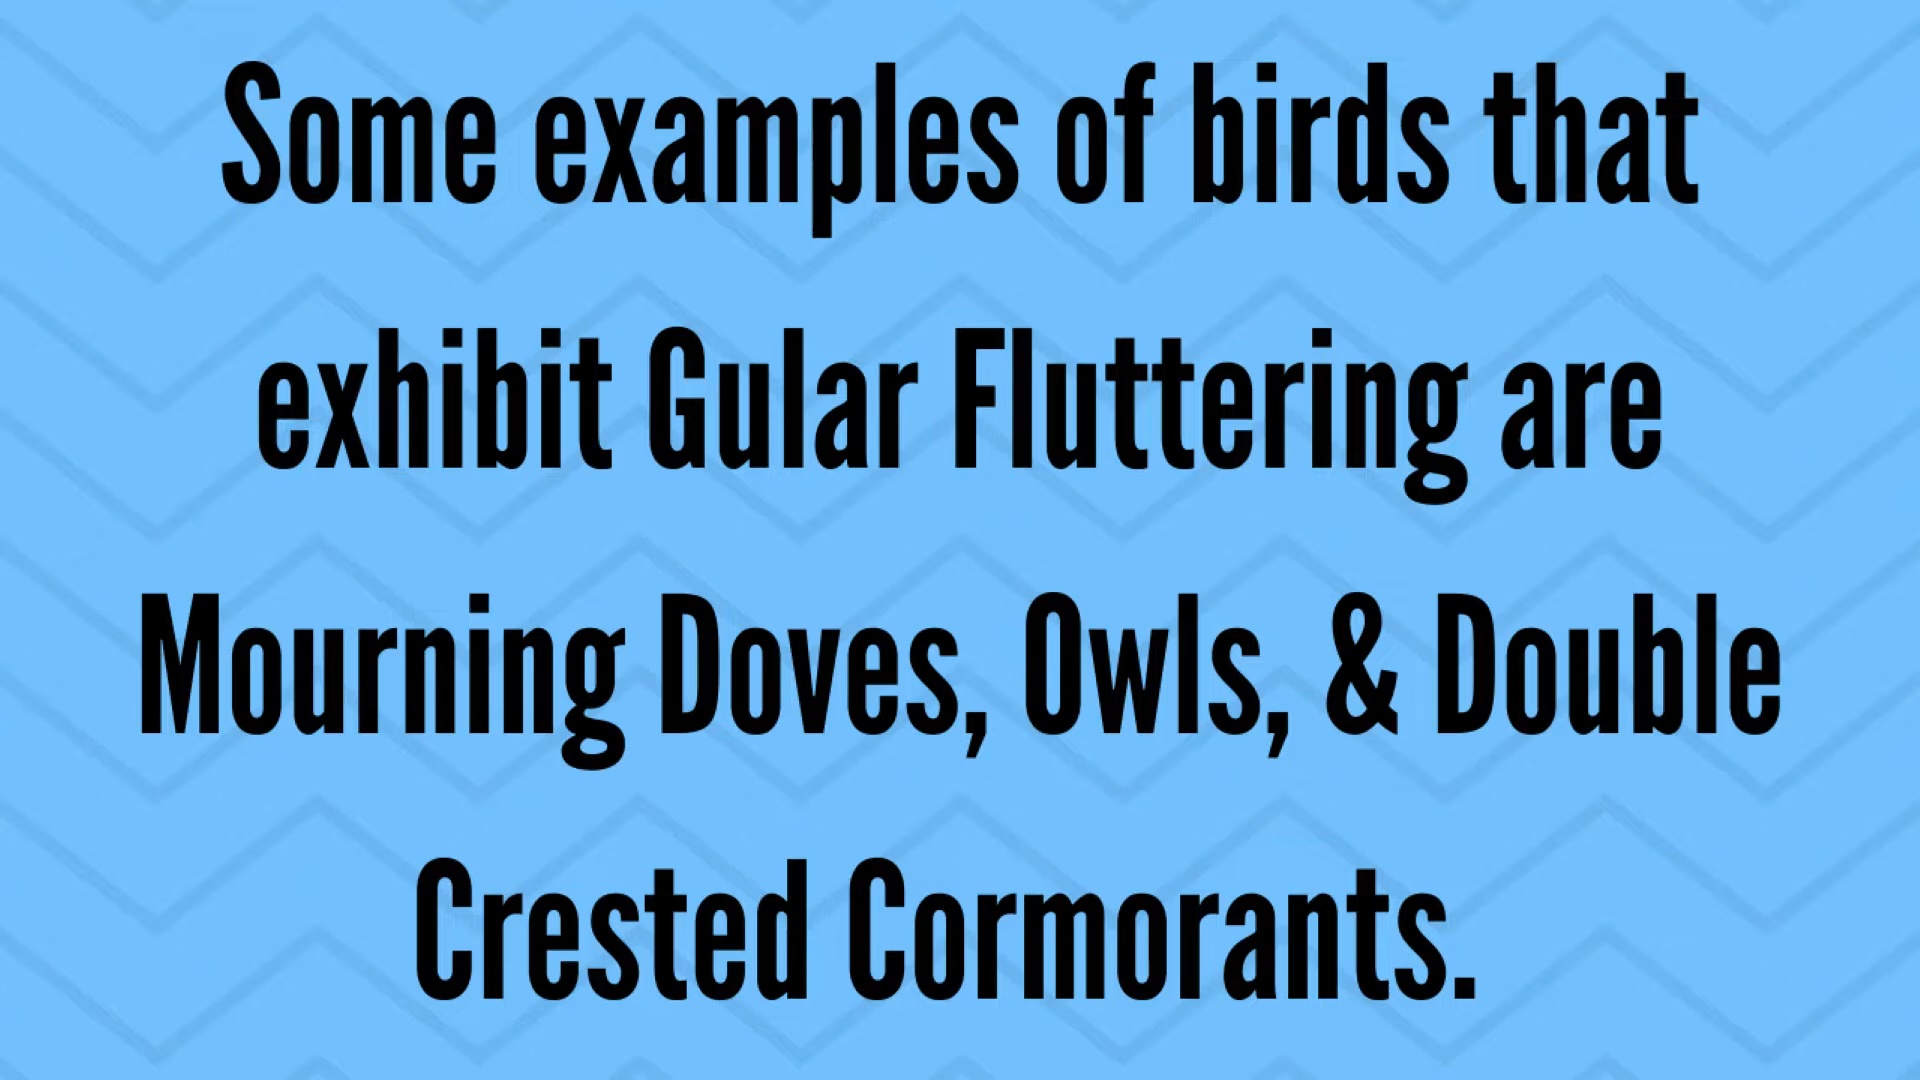 Some examples of birds that
exhibit Gular Fluttering are
Mourning Doves, Owls, & Double
Crested Cormorants.